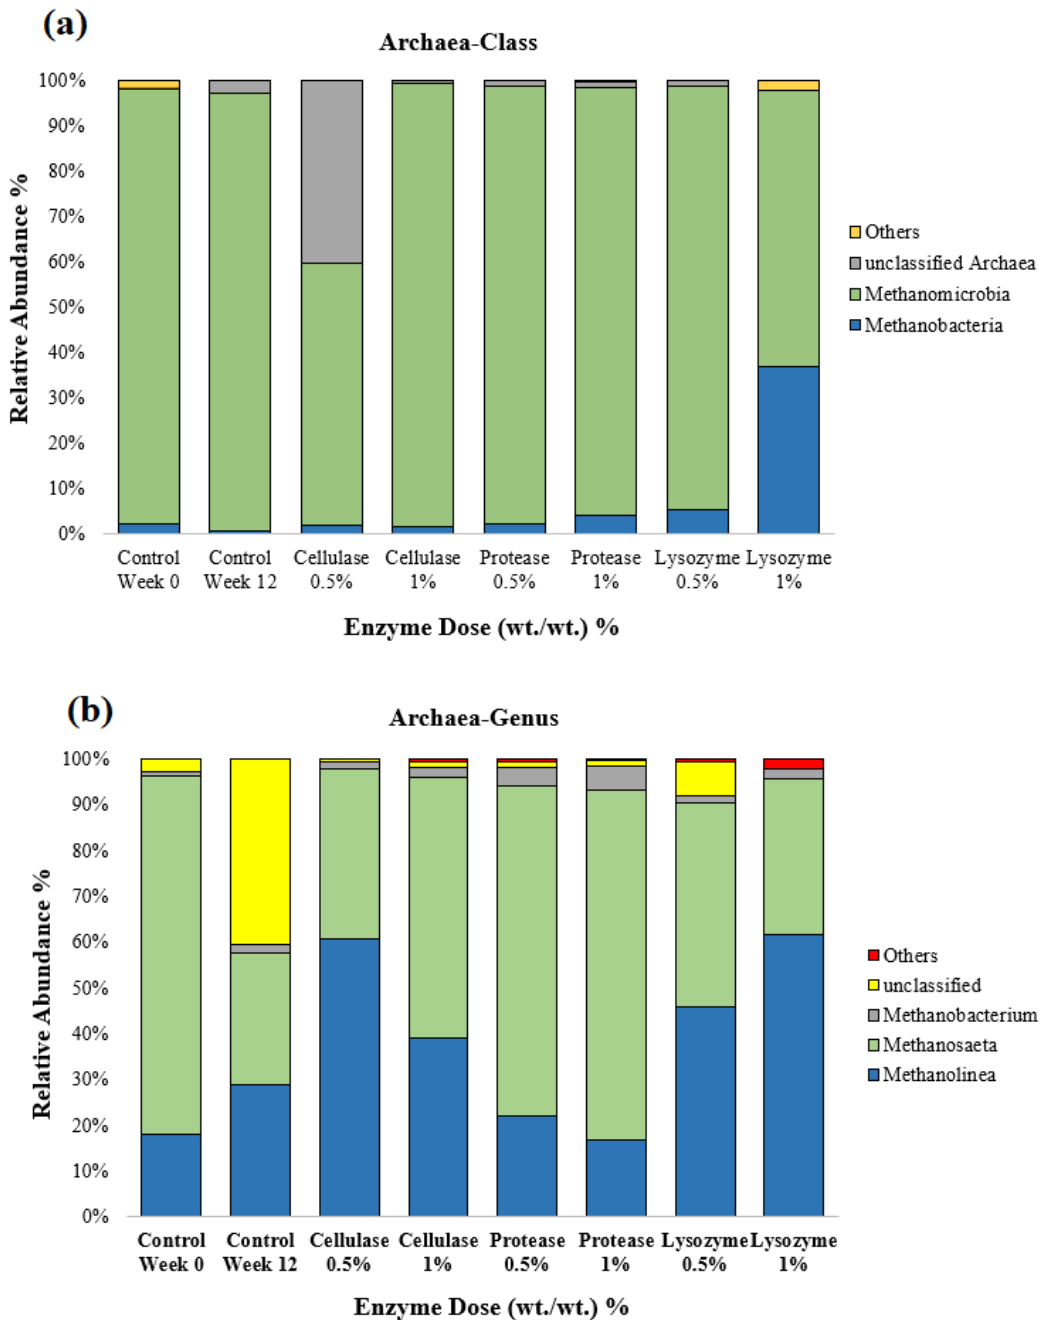 (a)
Archaea-Class
Relative Abundance %
100%
90%
80%
70%
60%
50%
40%
30%
20%
10%
0%
Control Week 0
Control Week 12
Cellulase 0.5%
Cellulase 1%
Protease 0.5%
Protease 1%
Lysozyme 0.5%
Lysozyme 1%
Enzyme Dose (wt./wt.) %
Others
unclassified Archaea
Methanomicrobia
Methanobacteria
(b)
Archaea-Genus
Relative Abundance %
100%
90%
80%
70%
60%
50%
40%
30%
20%
10%
0%
Control Week 0
Control Week 12
Cellulase 0.5%
Cellulase 1%
Protease 0.5%
Protease 1%
Lysozyme 0.5%
Lysozyme 1%
Enzyme Dose (wt./wt.) %
Others
unclassified
Methanobacterium
Methanosaeta
Methanolinea